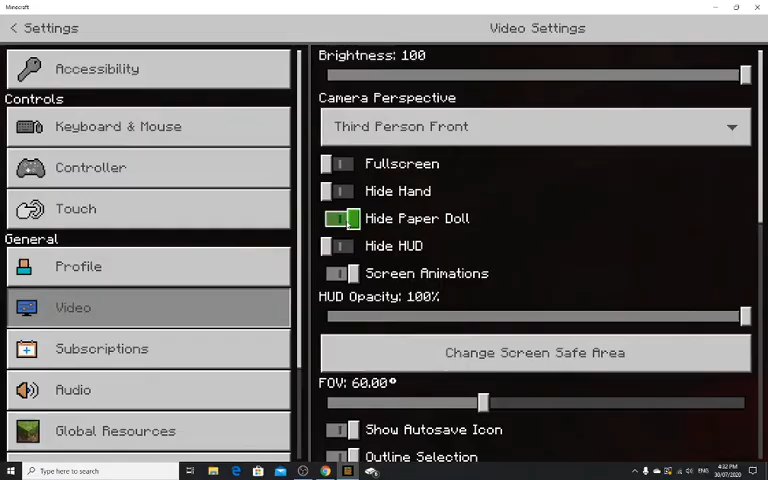 Minecraft
< Settings
Video Settings
Accessibility
Controls
Keyboard & Mouse
Controller
Touch
General
Profile
Video
Subscriptions
Audio
Global Resources
Brightness: 100
Camera Perspective
Third Person Front
Fullscreen
Hide Hand
Hide Paper Doll
Hide HUD
Screen Animations
HUD Opacity: 100%
Change Screen Safe Area
FOV: 60.00°
Show Autosave Icon
Outline Selection
Type here to search
4:32 PM
30/07/2020